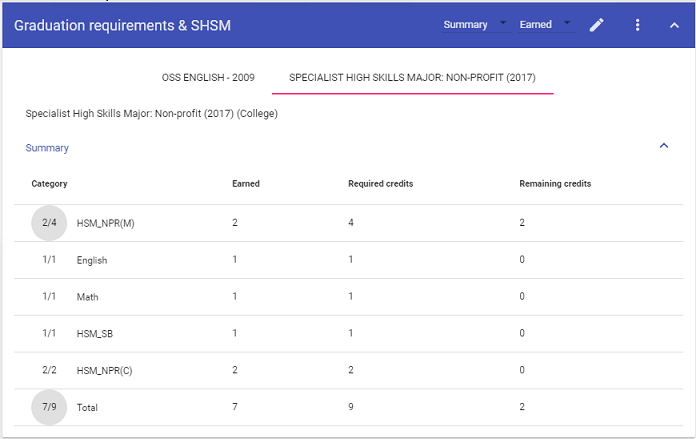 Graduation requirements & SHSM Summary Earned
OSS ENGLISH - 2009 SPECIALIST HIGH SKILLS MAJOR: NON-PROFIT (2017)
Specialist High Skills Major: Non-profit (2017) (College)
Summary
Category Earned Required credits Remaining credits
2/4 HSM_NPR(M) 2 4 2
1/1 English 1 1 0
1/1 Math 1 1 0
1/1 HSM_SB 1 1 0
2/2 HSM_NPR(C) 2 2 0
7/9 Total 7 9 2